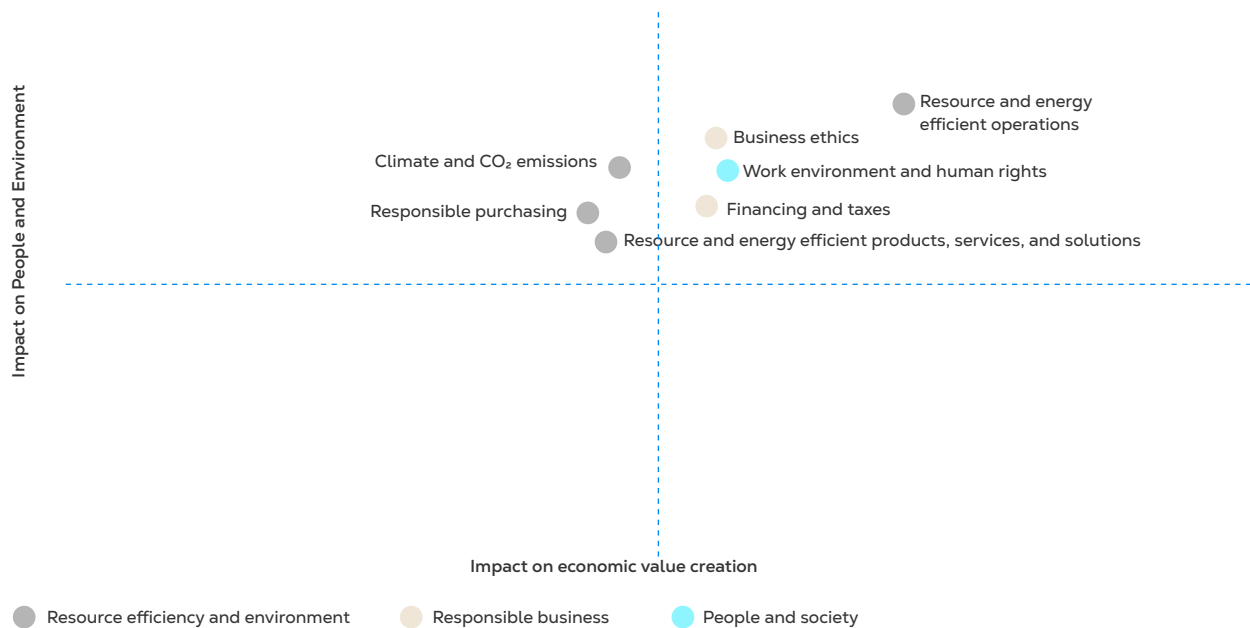 Impact on People and Environment
Resource and energy
efficient operations
Business ethics
Climate and CO₂ emissions
Work environment and human rights
Responsible purchasing
Financing and taxes
Resource and energy efficient products, services, and solutions
Impact on economic value creation
Resource efficiency and environment
Responsible business
People and society